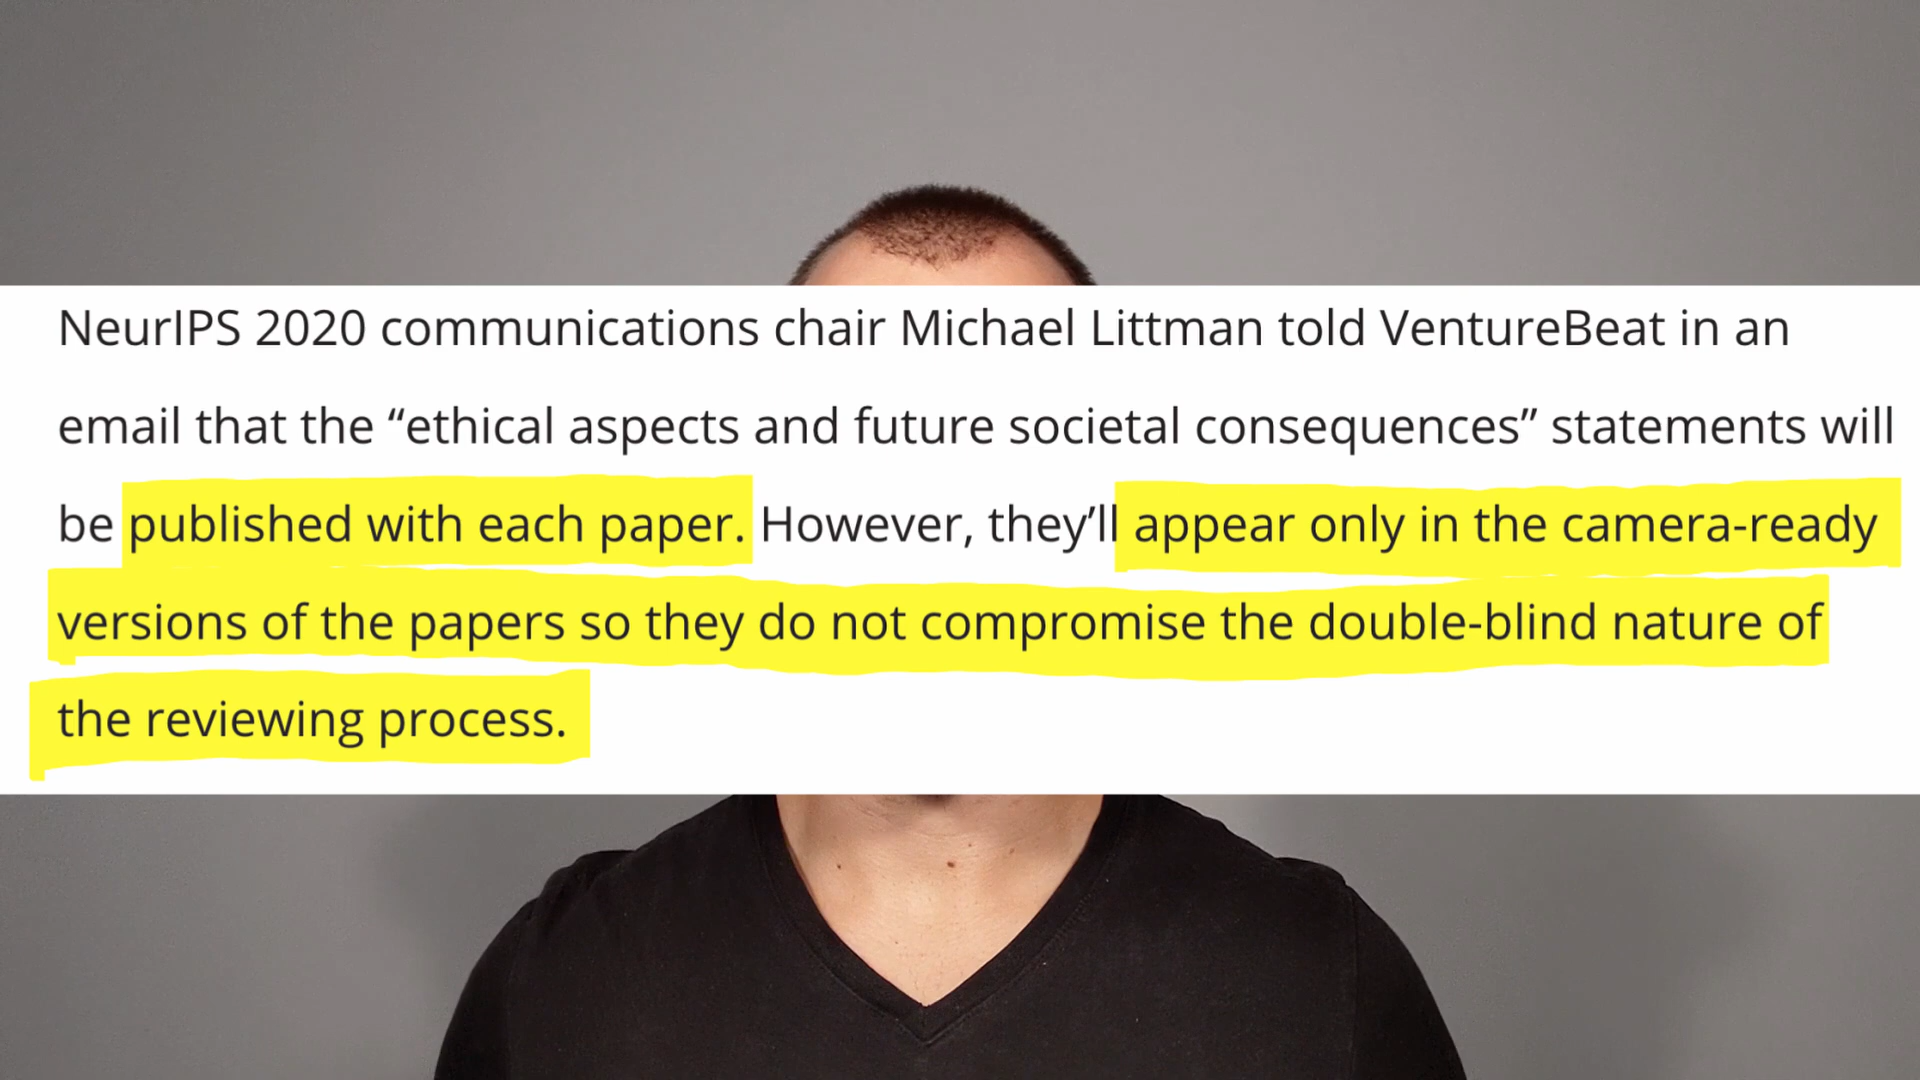 NeurIPS 2020 communications chair Michael Littman told VentureBeat in an
email that the “ethical aspects and future societal consequences” statements will
be published with each paper. However, they’ll appear only in the camera-ready
versions of the papers so they do not compromise the double-blind nature of
the reviewing process.